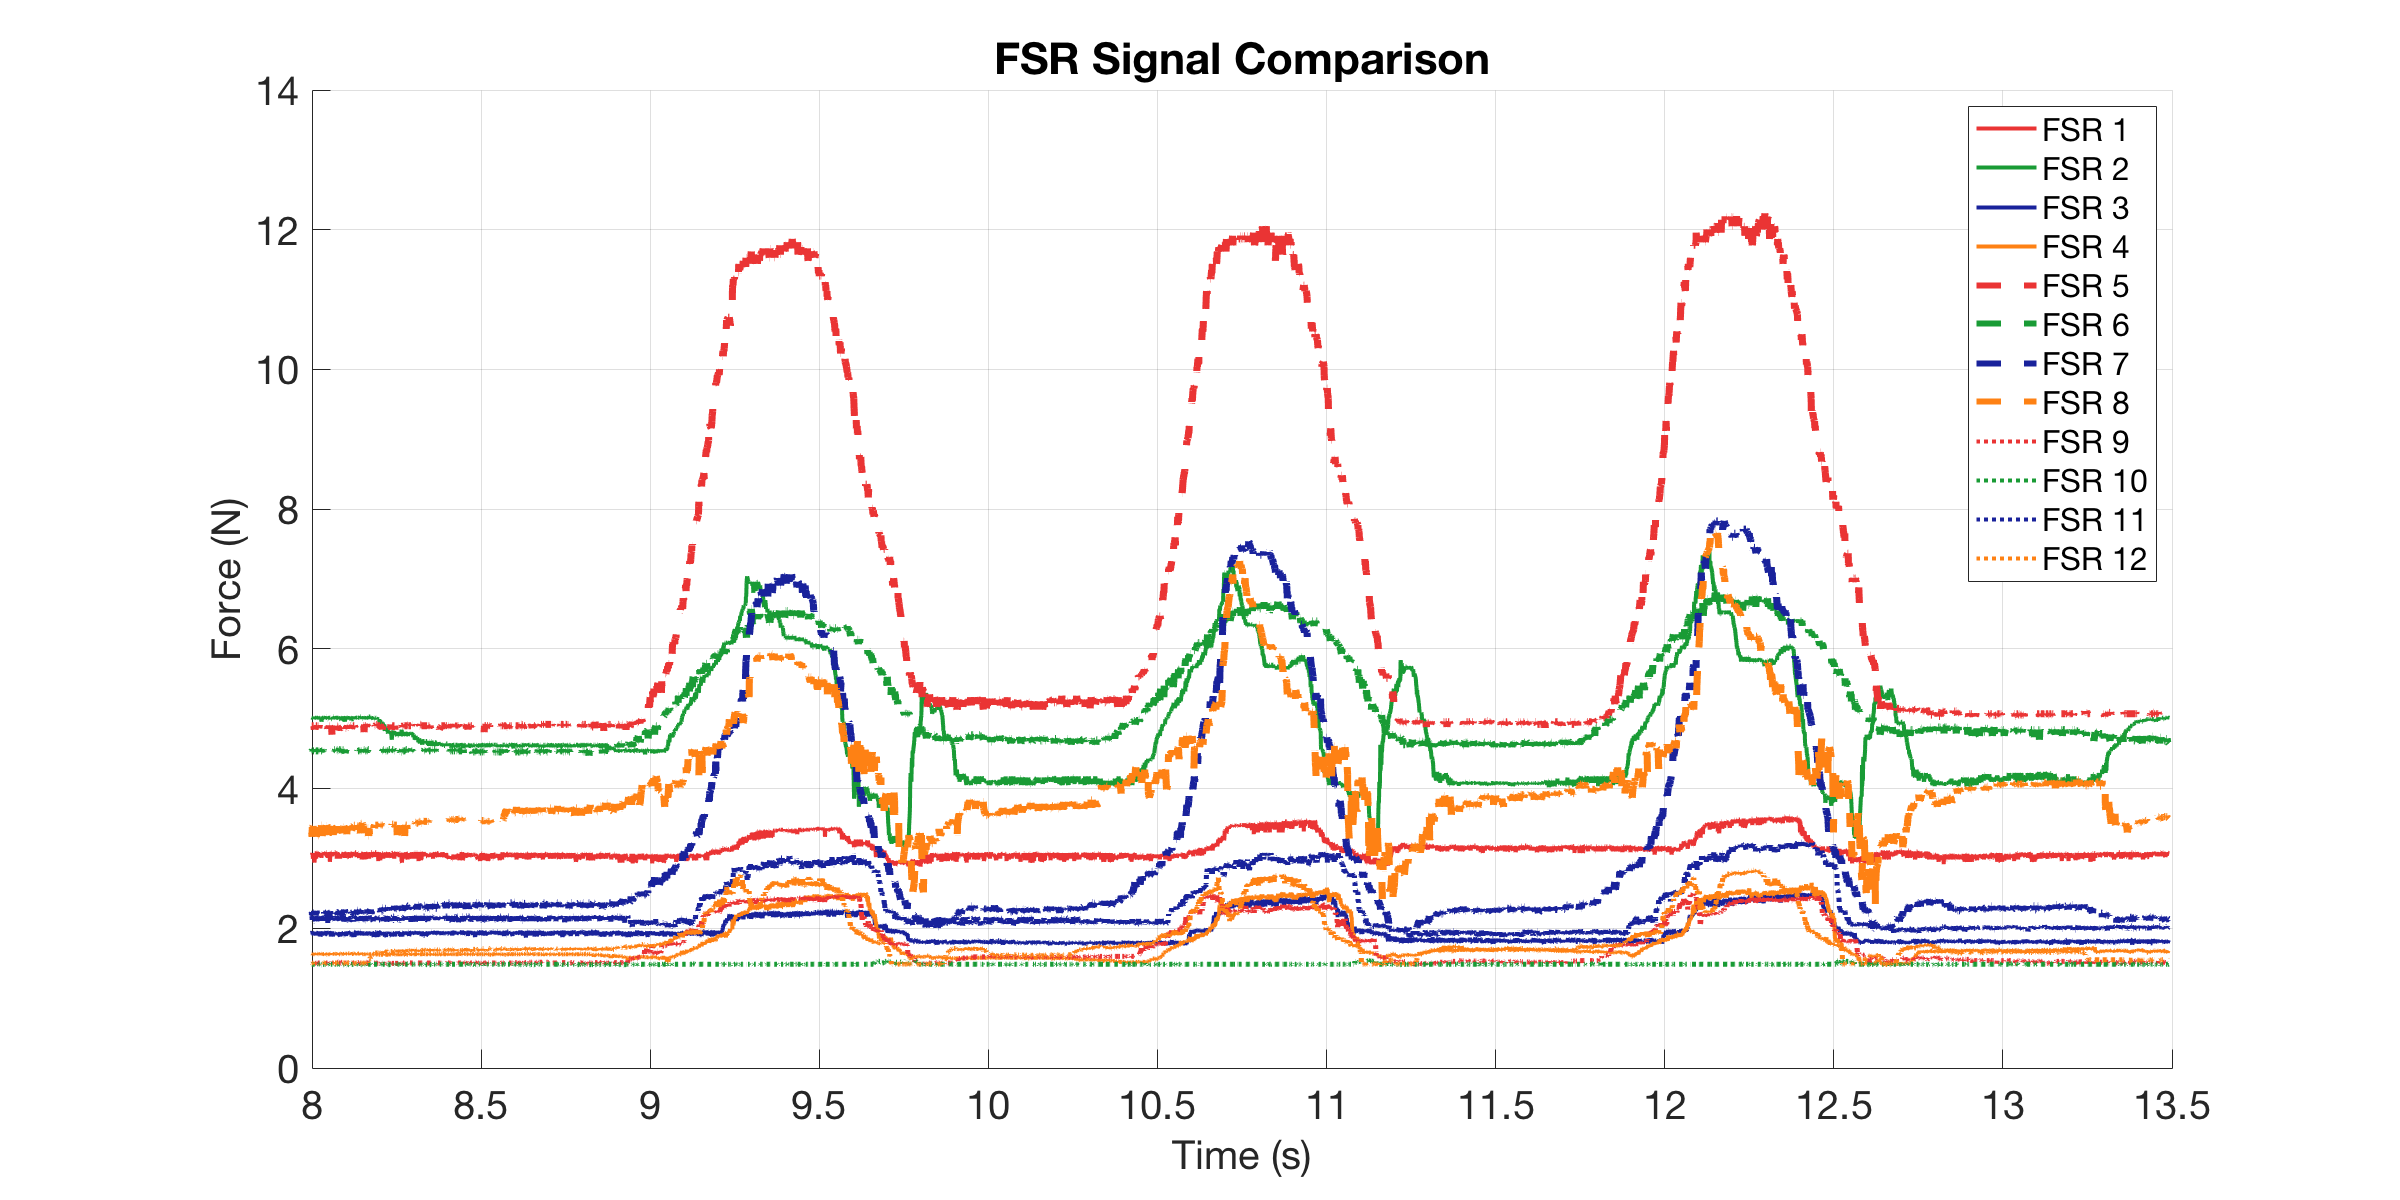 FSR Signal Comparison
14
12
10
8
6
4
2
0
Force (N)
8
8.5
9
9.5
10
10.5
11
11.5
12
12.5
13
13.5
Time (s)
FSR 1
FSR 2
FSR 3
FSR 4
FSR 5
FSR 6
FSR 7
FSR 8
FSR 9
FSR 10
FSR 11
FSR 12